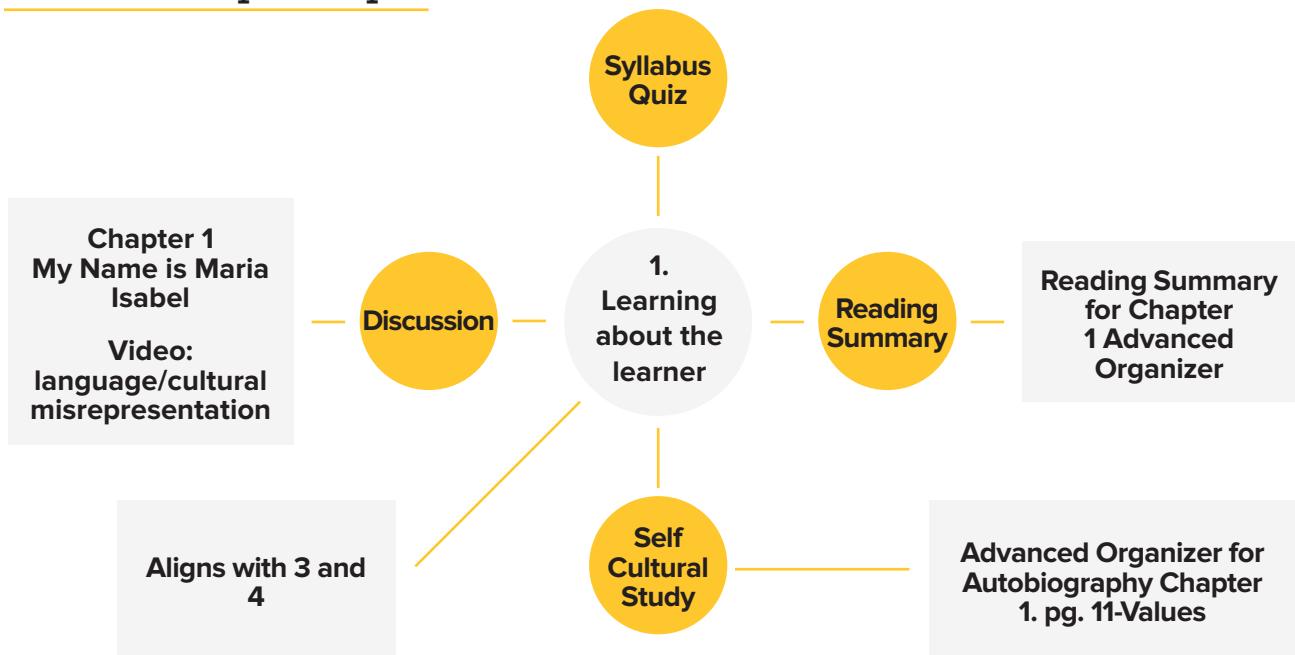 Syllabus
Quiz
Chapter 1
My Name is Maria
Isabel
Video:
language/cultural
misrepresentation
Discussion
1.
Learning
about the
learner
Reading
Summary
Reading Summary
for Chapter
1 Advanced
Organizer
Aligns with 3 and
4
Self
Cultural
Study
Advanced Organizer for
Autobiography Chapter
1. pg. 11-Values